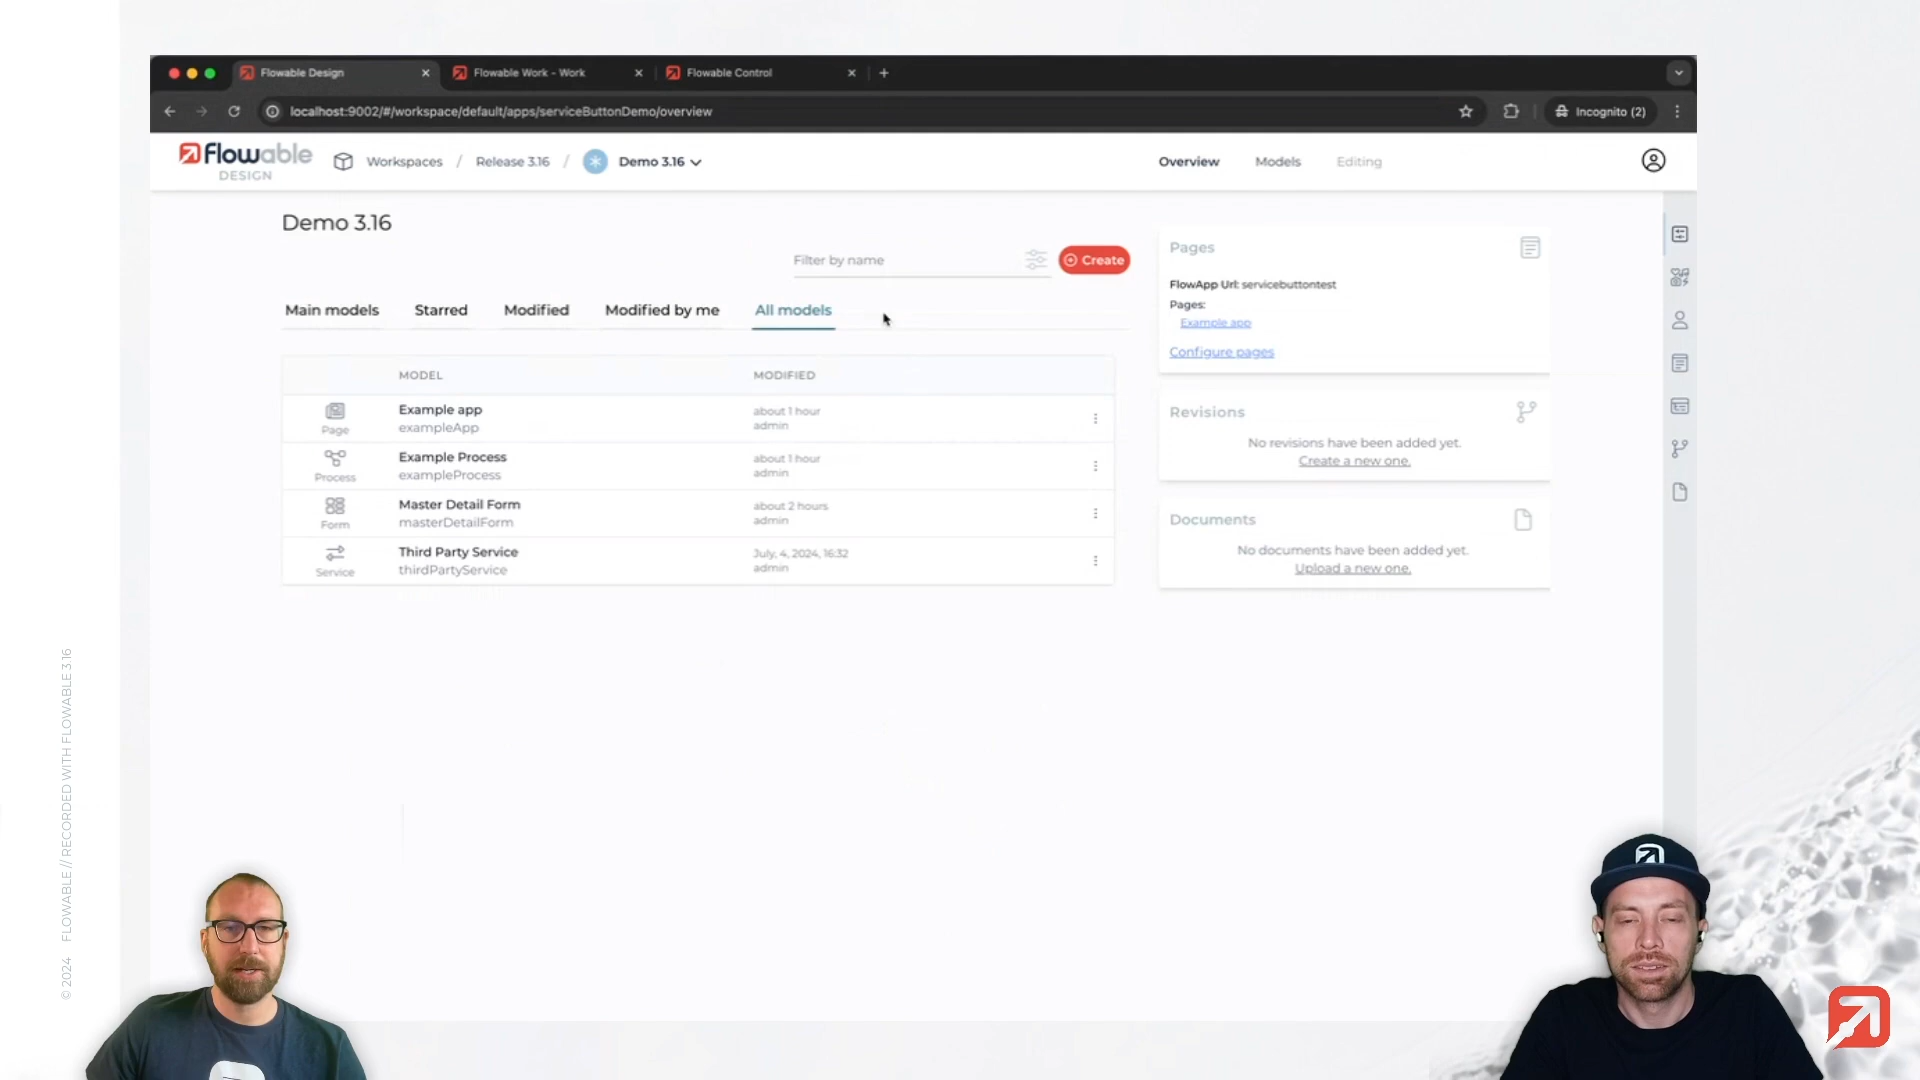 Flowable Design
Flowable Work - Work
Flowable Control
localhost:9002/#/workspace/default/apps/serviceButtonDemo/overview
Incognito (2)
flowable
DESIGN
Workspaces / Release 3.16 / Demo 3.16
Overview
Models
Editing
Demo 3.16
Filter by name
Create
Main models
Starred
Modified
Modified by me
All models
MODEL
MODIFIED
Page
Example app
exampleApp
about 1 hour
admin
Process
Example Process
exampleProcess
about 1 hour
admin
Form
Master Detail Form
masterDetailForm
about 2 hours
admin
Service
Third Party Service
thirdPartyService
July, 4, 2024, 16:32
admin
Pages
FlowApp Url: servicebuttontest
Pages:
Example app
Configure pages
Revisions
No revisions have been added yet.
Create a new one.
Documents
No documents have been added yet.
Upload a new one.
© 2024 FLOWABLE // RECORDED WITH FLOWABLE 3.16